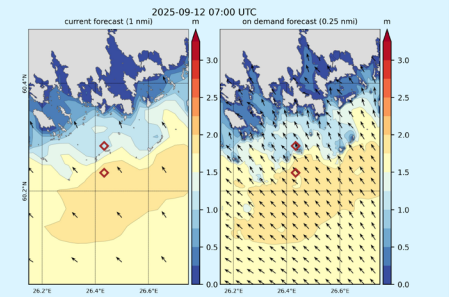 2025-09-12 07:00 UTC
current forecast (1 nmi) m on demand forecast (0.25 nmi) m
3.0 3.0
2.5 2.5
60.4°N
2.0 2.0
1.5 1.5
60.2°N
1.0 1.0
0.5 0.5
0.0 0.0
26.2°E 26.4°E 26.6°E 26.2°E 26.4°E 26.6°E